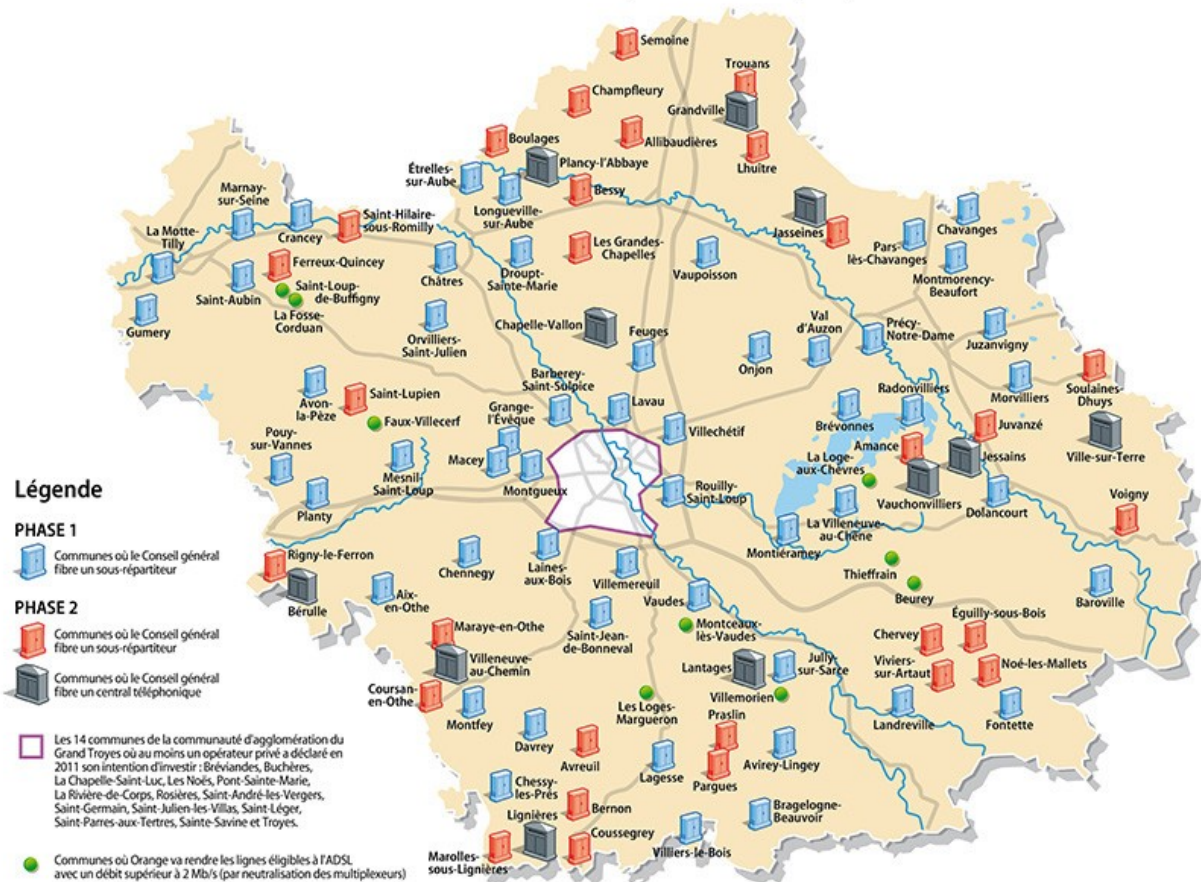 Semoine
Trouans
Champfleury
Grandville
Boulages
Allibaudières
Lhuître
Plancy-l'Abbaye
Étrelles-
sur-Aube
Bessy
Longueville-
sur-Aube
Marnay-
sur-Seine
Saint-Hilaire-
sous-Romilly
La Motte-
Tilly
Crancey
Jasseines
Chavanges
Pars-
lès-Chavanges
Les Grandes-
Chapelles
Ferreux-Quincey
Châtres
Droupt-
Sainte-Marie
Vaupoisson
Montmorency-
Beaufort
Saint-Aubin
Saint-Loup-
de-Buffigny
La Fosse-
Corduan
Gumery
Orvilliers-
Saint-Julien
Chapelle-Vallon
Feuges
Val
d'Auzon
Précy-
Notre-Dame
Juzanvigny
Onjon
Barberey-
Saint-Sulpice
Avon-
la-Pèze
Saint-Lupien
Radonvilliers
Morvilliers
Soulaines-
Dhuys
Grange-
l'Évêque
Lavau
Faux-Villecerf
Villechétif
Brévonnes
Juvanzé
Pouy-
sur-Vannes
Macey
Amance
Jessains
Ville-sur-Terre
La Loge-
aux-Chèvres
Mesnil-
Saint-Loup
Montgueux
Rouilly-
Saint-Loup
Vauchonvilliers
Voigny
Planty
Dolancourt
La Villeneuve-
au-Chêne
Montiéramey
Rigny-le-Ferron
Chennegy
Laines-
aux-Bois
Villemereuil
Thieffrain
Bérulle
Aix-
en-Othe
Vaudes
Beurey
Baroville
Maraye-en-Othe
Saint-Jean-
de-Bonneval
Montceaux-
lès-Vaudes
Éguilly-sous-Bois
Chervey
Villeneuve-
au-Chemin
Lantages
Jully-
sur-Sarce
Viviers-
sur-Artaut
Noé-les-Mallets
Coursan-
en-Othe
Villemorien
Montfey
Les Loges-
Margueron
Praslin
Landreville
Fontette
Davrey
Avreuil
Lagesse
Pargues
Avirey-Lingey
Chessy-
les-Prés
Bernon
Bragelogne-
Beauvoir
Lignières
Coussegrey
Marolles-
sous-Lignières
Villiers-le-Bois
Légende
PHASE 1
Communes où le Conseil général
fibre un sous-répartiteur
PHASE 2
Communes où le Conseil général
fibre un sous-répartiteur
Communes où le Conseil général
fibre un central téléphonique
Les 14 communes de la communauté d'agglomération du
Grand Troyes où au moins un opérateur privé a déclaré en
2011 son intention d'investir : Bréviandes, Buchères,
La Chapelle-Saint-Luc, Les Noës, Pont-Sainte-Marie,
La Rivière-de-Corps, Rosières, Saint-André-les-Vergers,
Saint-Germain, Saint-Julien-les-Villas, Saint-Léger,
Saint-Parres-aux-Tertres, Sainte-Savine et Troyes.
Communes où Orange va rendre les lignes éligibles à l'ADSL
avec un débit supérieur à 2 Mb/s (par neutralisation des multiplexeurs)